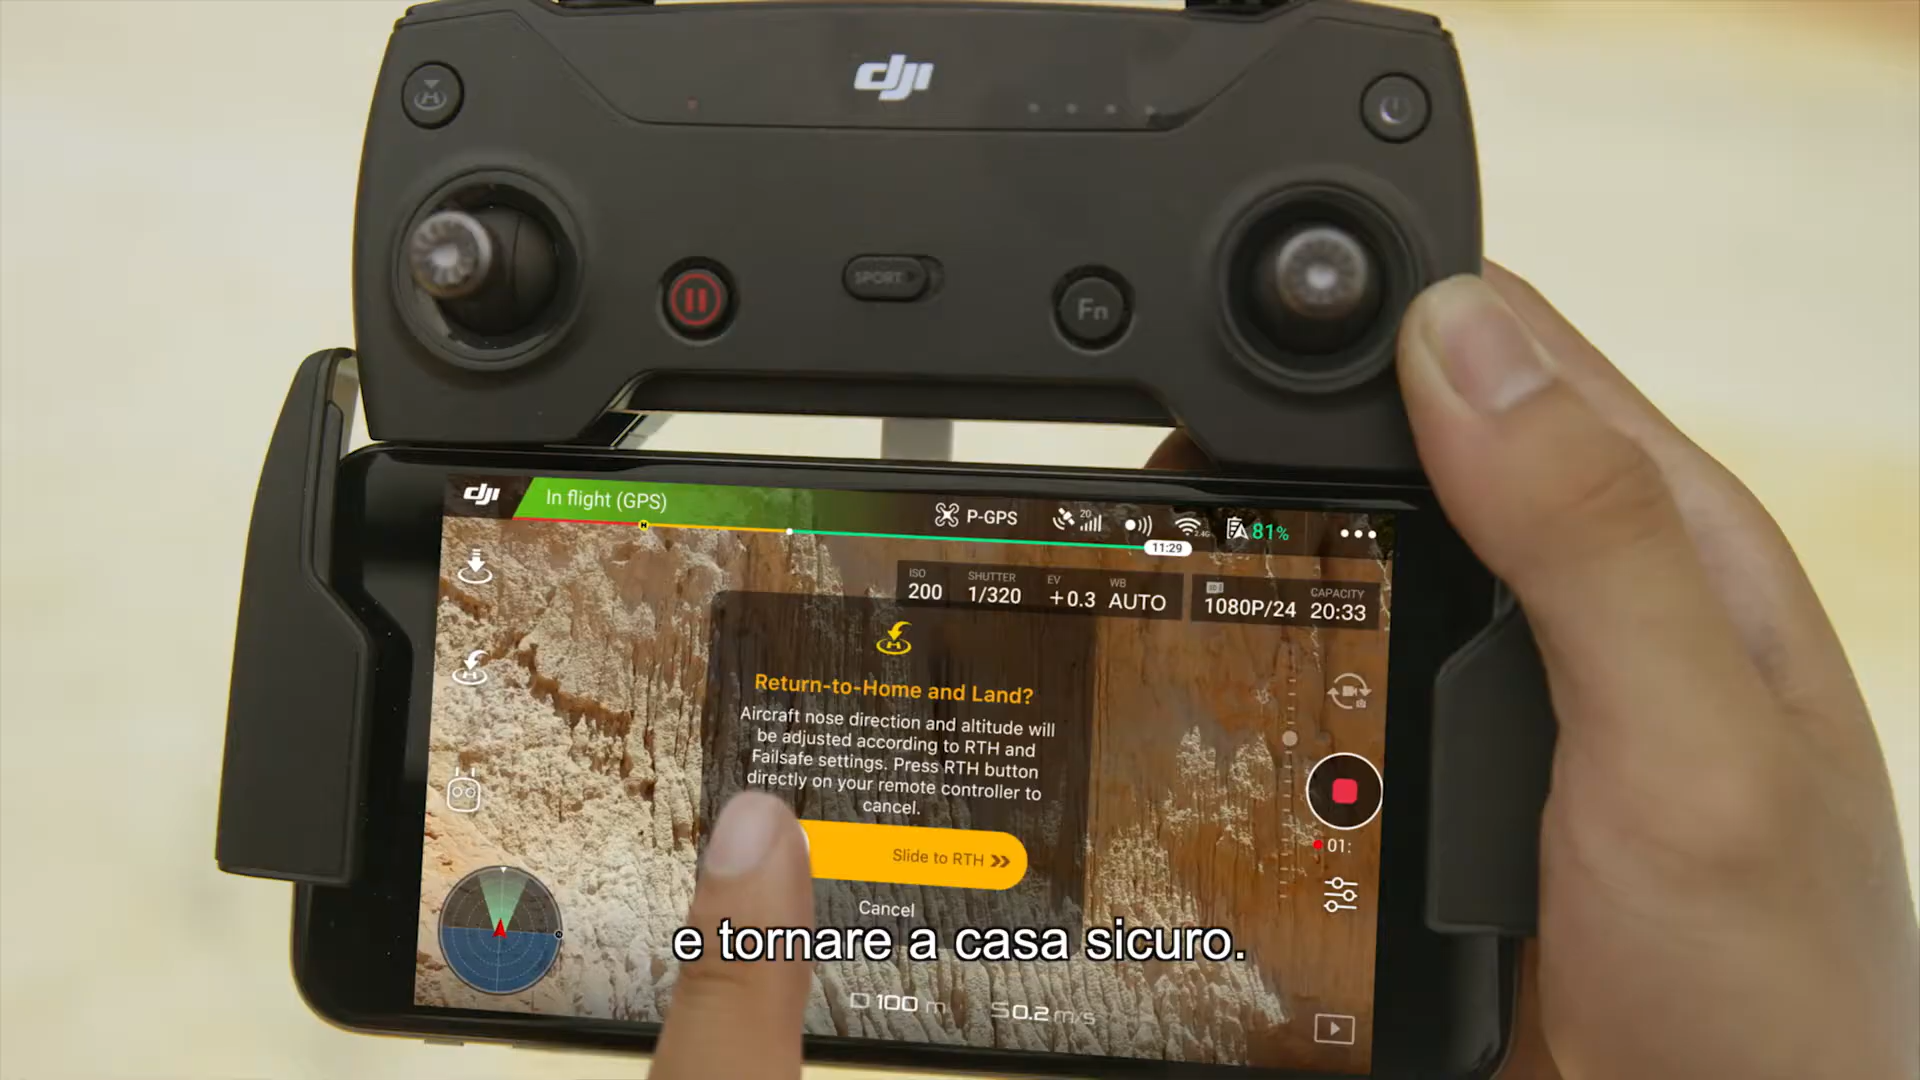 dji
SPORT
Fn
dji
In flight (GPS)
P-GPS
20
2.4G
81%
11:29
ISO
200
SHUTTER
1/320
EV
+0.3
WB
AUTO
1080P/24
CAPACITY
20:33
H
Return-to-Home and Land?
Aircraft nose direction and altitude will
be adjusted according to RTH and
Failsafe settings. Press RTH button
directly on your remote controller to
cancel.
01:
Slide to RTH
Cancel
e tornare a casa sicuro.
D 100 m
S 0.2 m/s